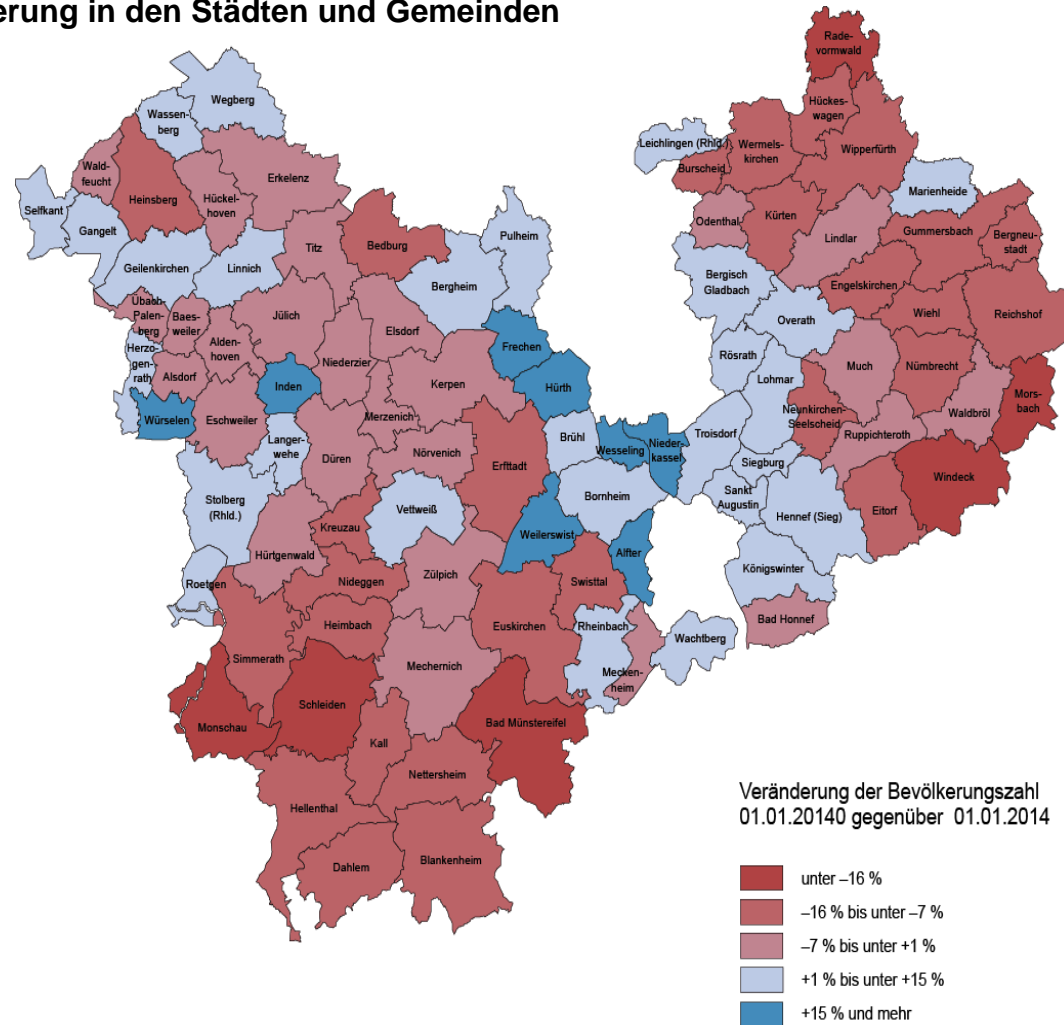 erung in den Städten und Gemeinden
Rade-
vormwald
Hückes-
wagen
Wegberg
Wassen-
berg
Leichlingen (Rhld.)
Wermels-
kirchen
Wipperfürth
Burscheid
Wald-
feucht
Erkelenz
Heinsberg
Hückel-
hoven
Marienheide
Selfkant
Gangelt
Odenthal
Kürten
Lindlar
Gummersbach
Bergneu-
stadt
Titz
Bedburg
Pulheim
Geilenkirchen
Linnich
Bergheim
Bergisch
Gladbach
Engelskirchen
Wiehl
Reichshof
Übach-
Palen-
berg
Baes-
weiler
Jülich
Elsdorf
Overath
Alden-
hoven
Frechen
Herzo-
gen-
rath
Alsdorf
Niederzier
Rösrath
Much
Nümbrecht
Inden
Kerpen
Hürth
Lohmar
Mors-
bach
Würselen
Eschweiler
Merzenich
Neunkirchen-
Seelscheid
Waldbröl
Langer-
wehe
Düren
Nörvenich
Brühl
Wesseling
Nieder-
kassel
Troisdorf
Ruppichteroth
Erftstadt
Siegburg
Windeck
Stolberg
(Rhld.)
Vettweiß
Bornheim
Sankt
Augustin
Hennef (Sieg)
Eitorf
Kreuzau
Weilerswist
Hürtgenwald
Alfter
Roetgen
Nideggen
Zülpich
Swisttal
Königswinter
Heimbach
Euskirchen
Rheinbach
Bad Honnef
Wachtberg
Simmerath
Mechernich
Mecken-
heim
Schleiden
Monschau
Bad Münstereifel
Kall
Nettersheim
Hellenthal
Dahlem
Blankenheim
Veränderung der Bevölkerungszahl
01.01.20140 gegenüber 01.01.2014
unter –16 %
–16 % bis unter –7 %
–7 % bis unter +1 %
+1 % bis unter +15 %
+15 % und mehr